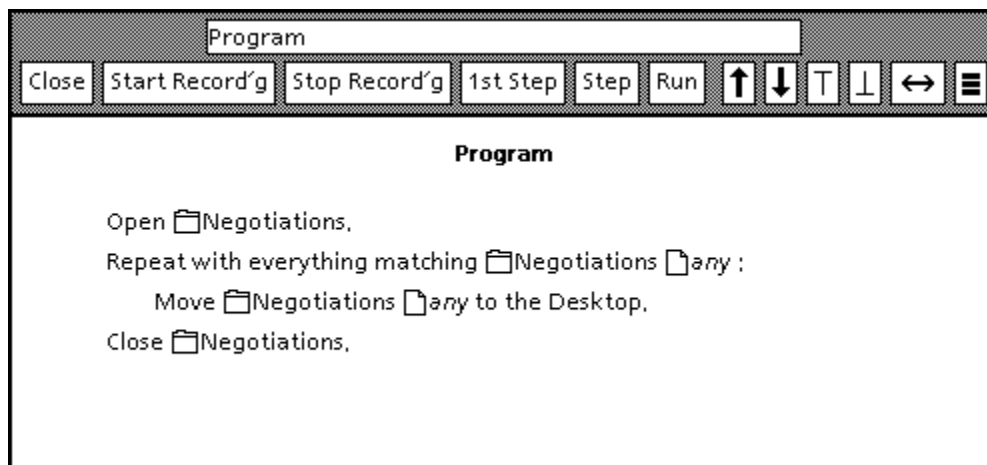 Program
Close Start Record'g Stop Record'g 1st Step Step Run
Program
Open Negotiations.
Repeat with everything matching Negotiations any :
Move Negotiations any to the Desktop.
Close Negotiations.